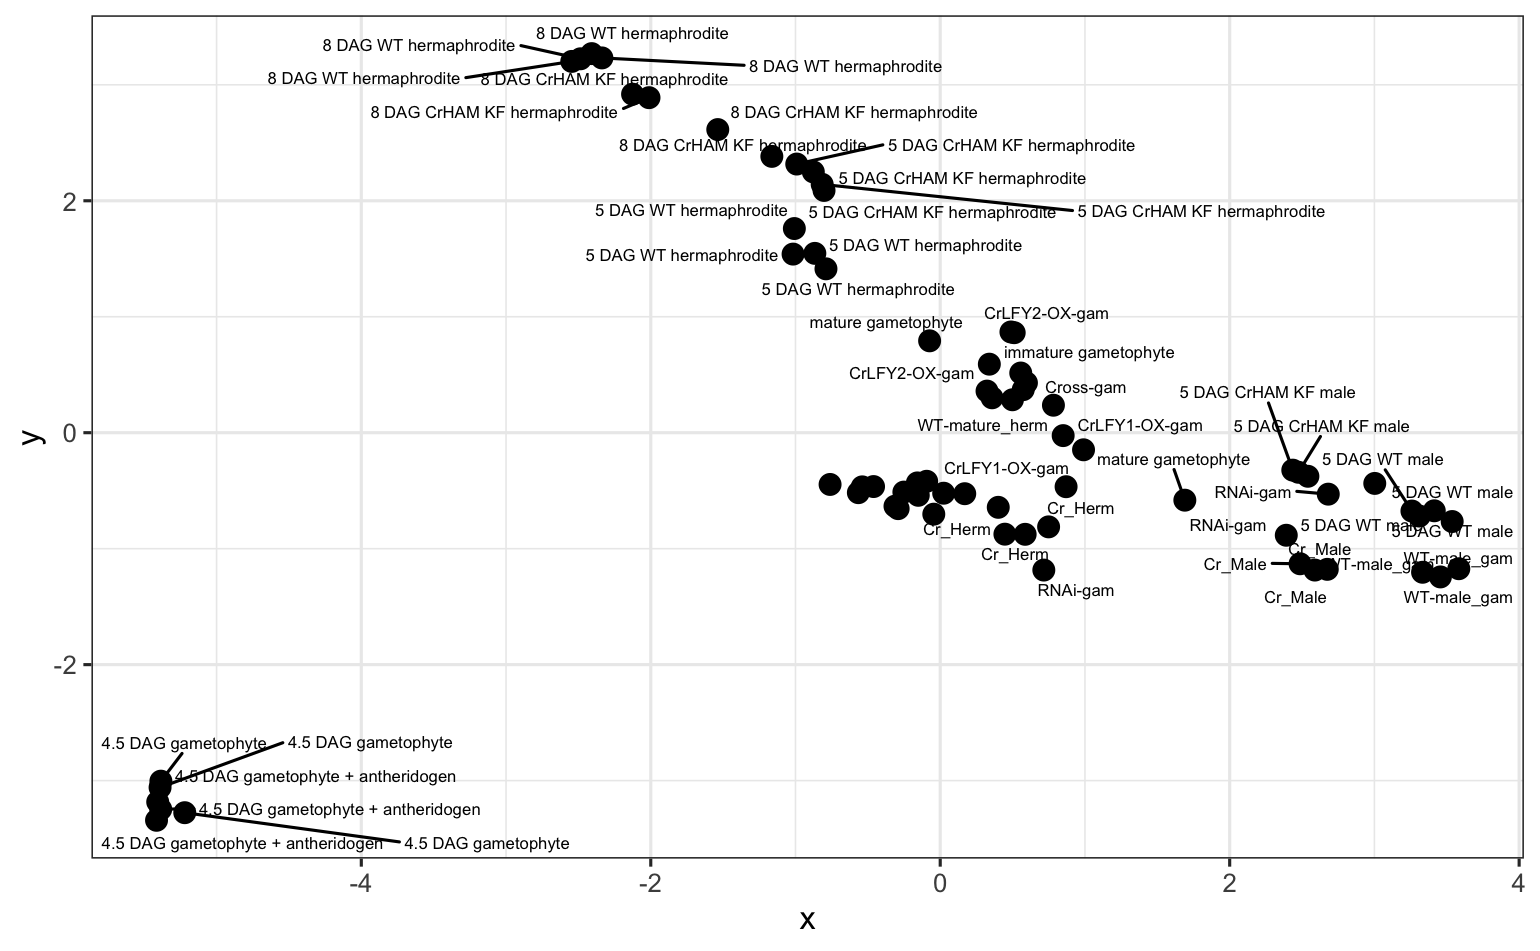 8 DAG WT hermaphrodite
8 DAG WT hermaphrodite
8 DAG WT hermaphrodite
8 DAG WT hermaphrodite
8 DAG CrHAM KF hermaphrodite
8 DAG CrHAM KF hermaphrodite
8 DAG CrHAM KF hermaphrodite
8 DAG CrHAM KF hermaphrodite
5 DAG CrHAM KF hermaphrodite
5 DAG CrHAM KF hermaphrodite
5 DAG WT hermaphrodite
5 DAG CrHAM KF hermaphrodite
5 DAG CrHAM KF hermaphrodite
5 DAG WT hermaphrodite
5 DAG WT hermaphrodite
5 DAG WT hermaphrodite
CrLFY2-OX-gam
mature gametophyte
immature gametophyte
CrLFY2-OX-gam
Cross-gam
5 DAG CrHAM KF male
WT-mature_herm
CrLFY1-OX-gam
5 DAG CrHAM KF male
mature gametophyte
5 DAG WT male
CrLFY1-OX-gam
RNAi-gam
5 DAG WT male
Cr_Herm
Cr_Herm
RNAi-gam
5 DAG WT male
5 DAG WT male
Cr_Herm
Cr_Male
WT-male_gam
Cr_Male
WT-male_gam
RNAi-gam
Cr_Male
WT-male_gam
4.5 DAG gametophyte
4.5 DAG gametophyte
4.5 DAG gametophyte + antheridogen
4.5 DAG gametophyte + antheridogen
4.5 DAG gametophyte + antheridogen
4.5 DAG gametophyte
2
0
-2
y
-4
-2
0
2
4
x